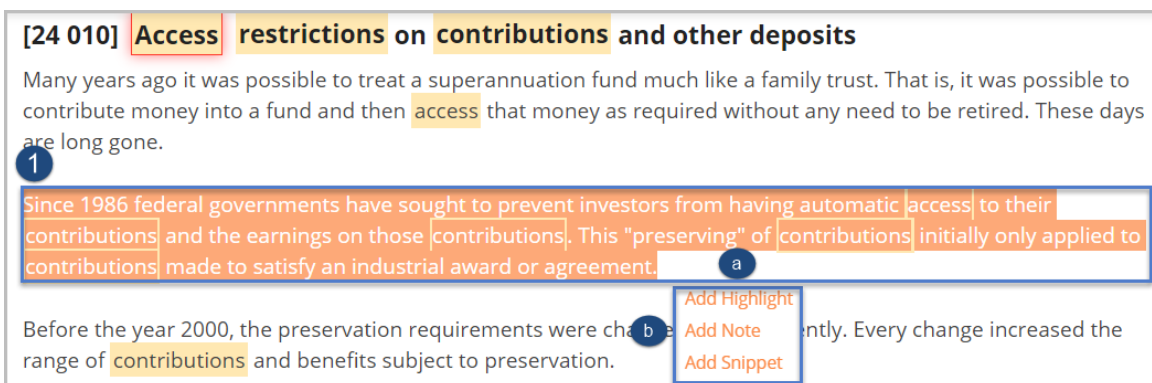 [24 010] Access restrictions on contributions and other deposits
Many years ago it was possible to treat a superannuation fund much like a family trust. That is, it was possible to
contribute money into a fund and then access that money as required without any need to be retired. These days
are long gone.
1
Since 1986 federal governments have sought to prevent investors from having automatic access to their
contributions and the earnings on those contributions. This "preserving" of contributions initially only applied to
contributions made to satisfy an industrial award or agreement.
a
Add Highlight
Before the year 2000, the preservation requirements were b Add Note Every change increased the
range of contributions and benefits subject to preservation. Add Snippet